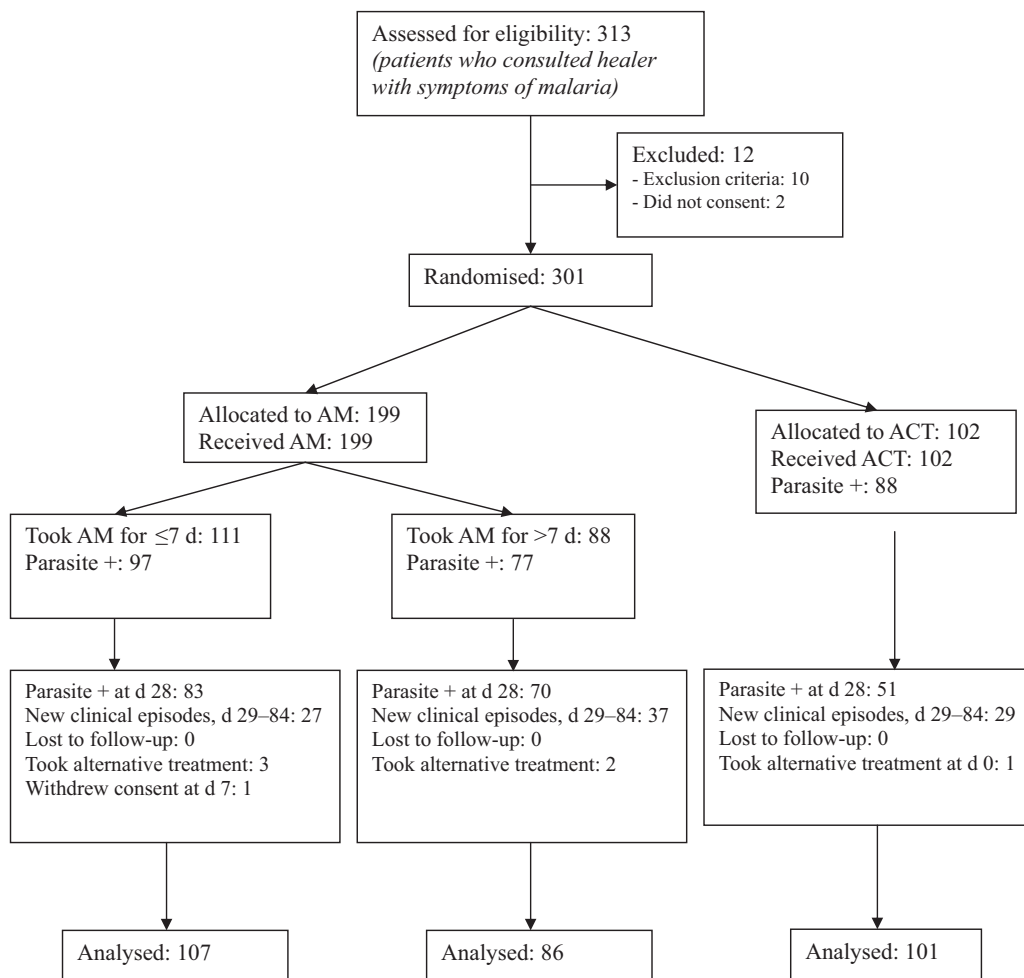 Assessed for eligibility: 313
(patients who consulted healer
with symptoms of malaria)
Excluded: 12
- Exclusion criteria: 10
- Did not consent: 2
Randomised: 301
Allocated to AM: 199
Received AM: 199
Allocated to ACT: 102
Received ACT: 102
Parasite +: 88
Took AM for ≤7 d: 111
Parasite +: 97
Took AM for >7 d: 88
Parasite +: 77
Parasite + at d 28: 83
New clinical episodes, d 29–84: 27
Lost to follow-up: 0
Took alternative treatment: 3
Withdrew consent at d 7: 1
Parasite + at d 28: 70
New clinical episodes, d 29–84: 37
Lost to follow-up: 0
Took alternative treatment: 2
Parasite + at d 28: 51
New clinical episodes, d 29–84: 29
Lost to follow-up: 0
Took alternative treatment at d 0: 1
Analysed: 107
Analysed: 86
Analysed: 101